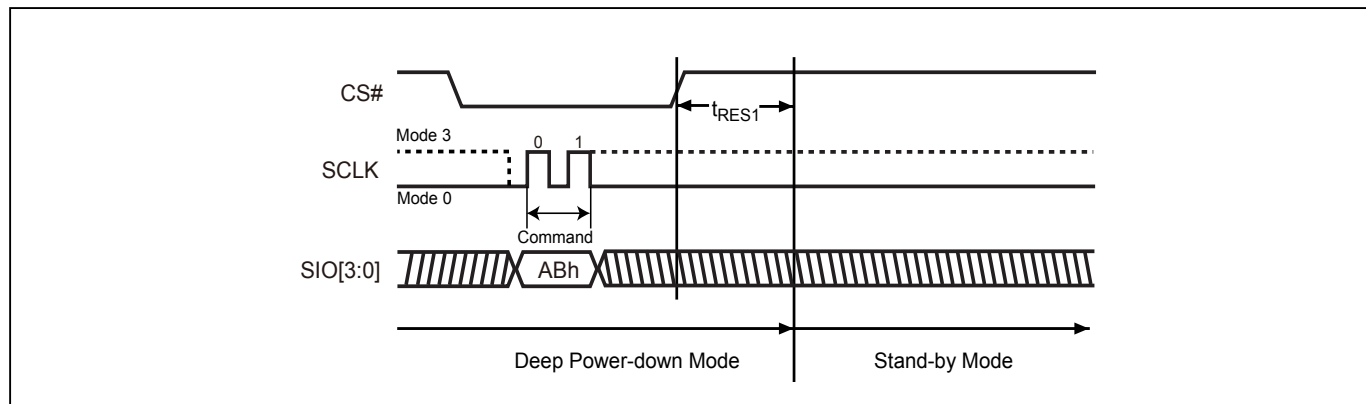 CS#
tRES1
Mode 3
0 1
SCLK
Mode 0
Command
SIO[3:0]
ABh
Deep Power-down Mode
Stand-by Mode